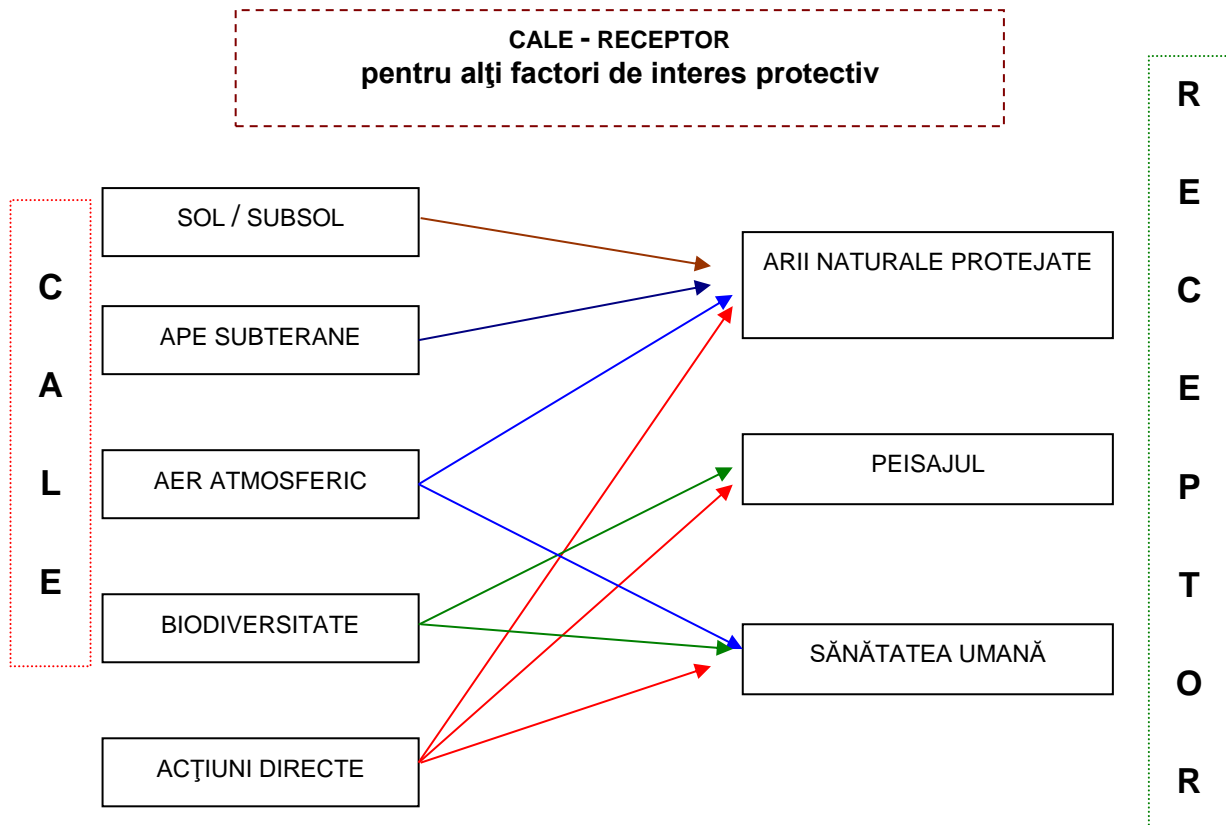 CALE - RECEPTOR
pentru alţi factori de interes protectiv
C
A
L
E
SOL / SUBSOL
APE SUBTERANE
AER ATMOSFERIC
BIODIVERSITATE
ACŢIUNI DIRECTE
ARII NATURALE PROTEJATE
PEISAJUL
SĂNĂTATEA UMANĂ
R
E
C
E
P
T
O
R